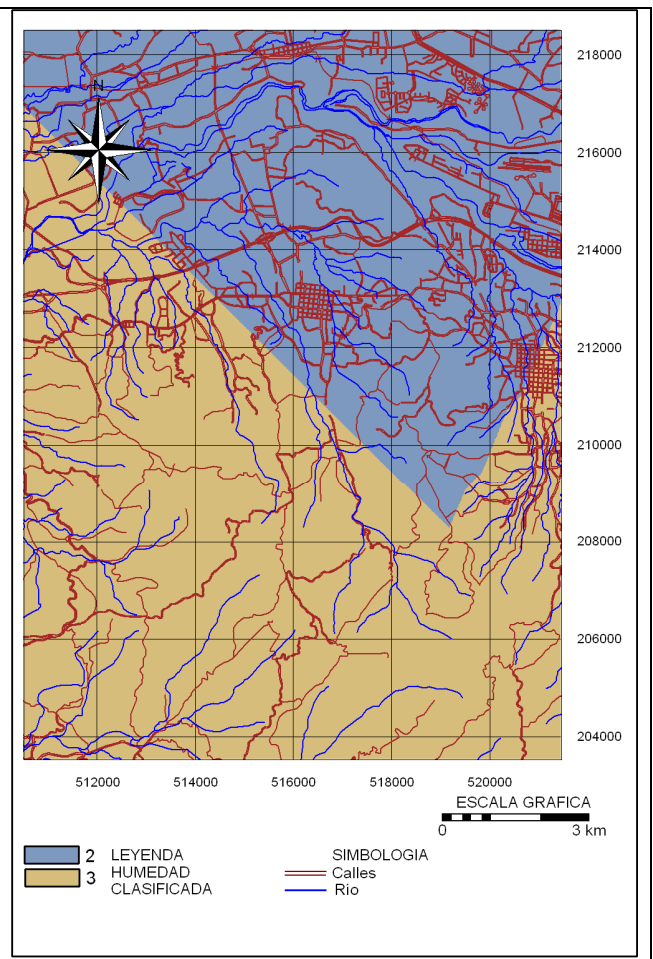 N
218000
216000
214000
212000
210000
208000
206000
204000
512000 514000 516000 518000 520000
ESCALA GRAFICA
0 3 km
2 LEYENDA SIMBOLOGIA
3 HUMEDAD Calles
CLASIFICADA Rio